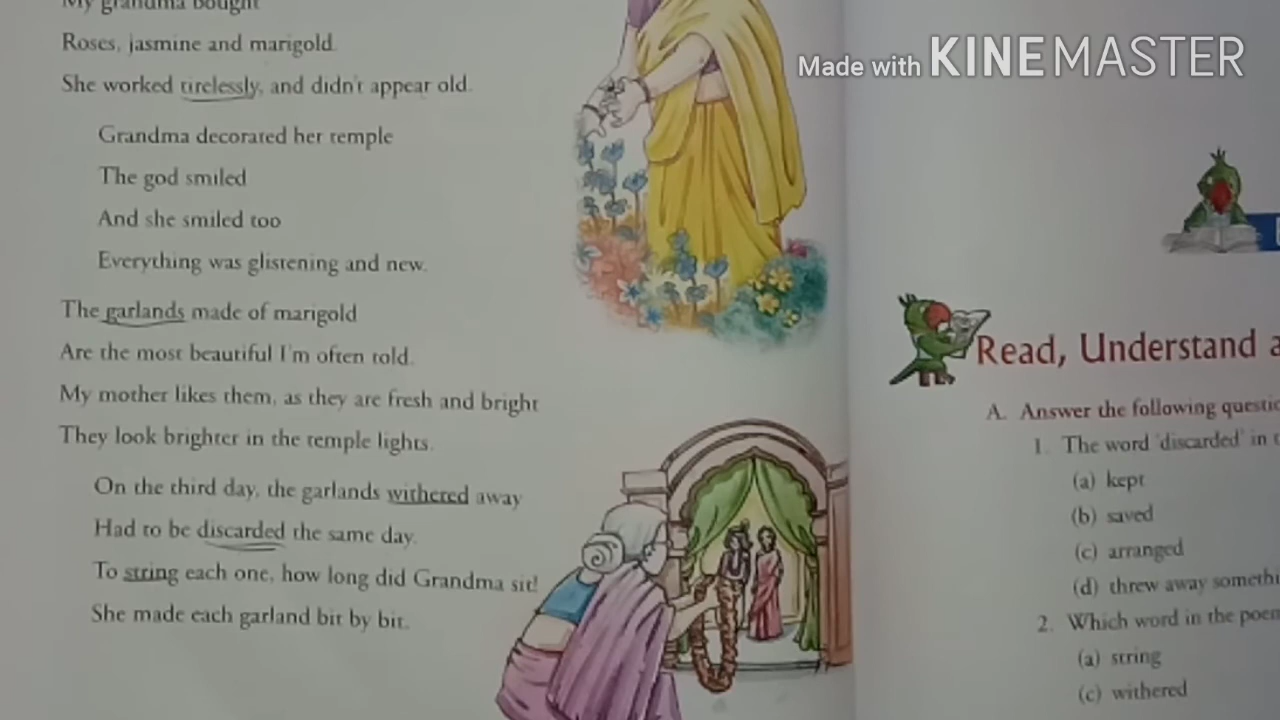 My grandma bought
Roses, jasmine and marigold.
She worked tirelessly, and didn't appear old.
Grandma decorated her temple
The god smiled
And she smiled too
Everything was glistening and new.
The garlands made of marigold
Are the most beautiful I'm often told.
My mother likes them, as they are fresh and bright
They look brighter in the temple lights.
On the third day, the garlands withered away
Had to be discarded the same day.
To string each one, how long did Grandma sit!
She made each garland bit by bit.
Made with KINEMASTER
Read, Understand
A. Answer the following
1. The word 'discarded' in
(a) kept
(b) saved
(c) arranged
(d) threw away
2. Which word in the poem
(a) string
(c) withered